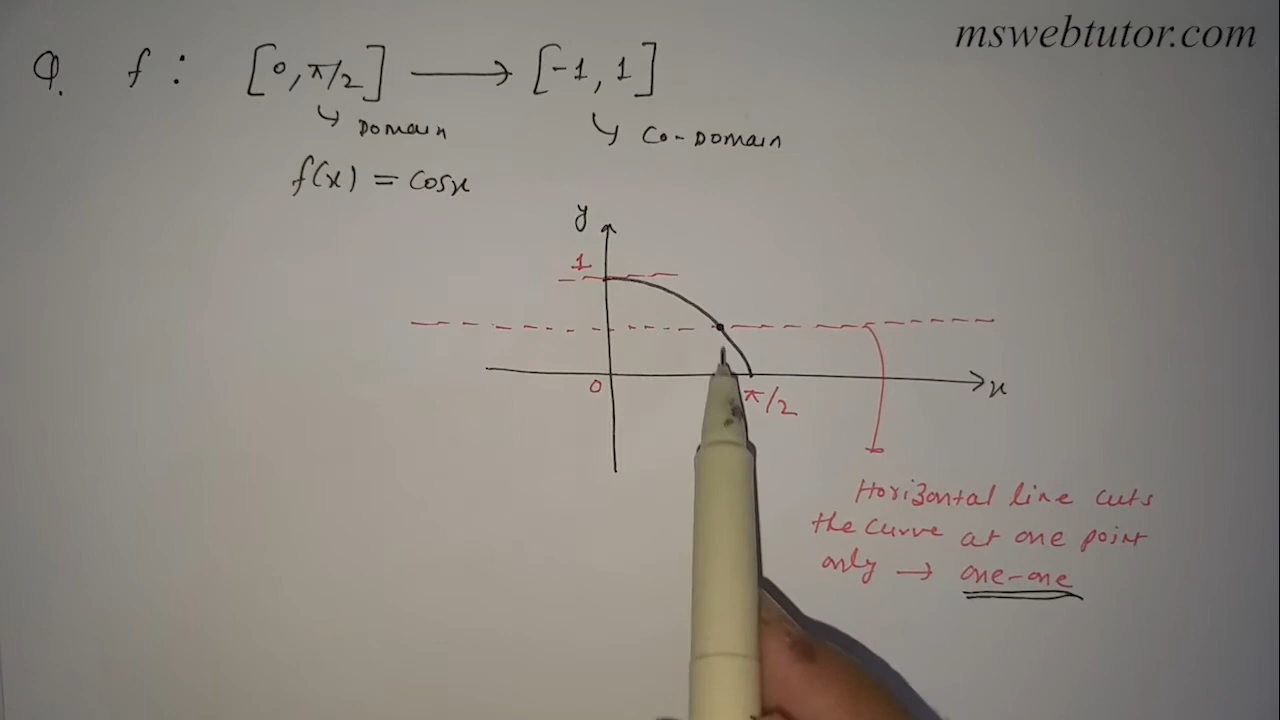 mswebtutor.com
Q. f : [0, π/2] ⟶ [-1, 1]
↳ Domain
↳ Co-Domain
f(x) = cosx
y
1
0
π/2
x
Horizontal line cuts
the curve at one point
only → one-one